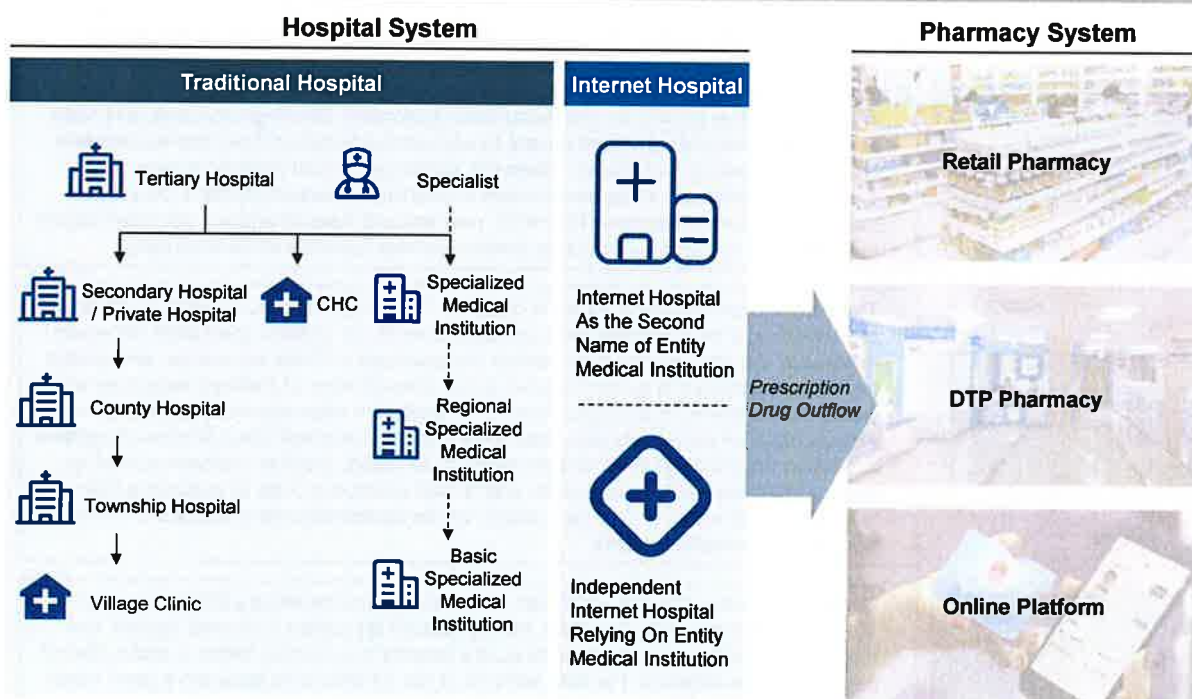 Hospital System
Pharmacy System
Traditional Hospital
Internet Hospital
Tertiary Hospital
Specialist
Secondary Hospital
/ Private Hospital
CHC
Specialized
Medical
Institution
County Hospital
Regional
Specialized
Medical
Institution
Township Hospital
Village Clinic
Basic
Specialized
Medical
Institution
Internet Hospital
As the Second
Name of Entity
Medical Institution
Independent
Internet Hospital
Relying On Entity
Medical Institution
Prescription
Drug Outflow
Retail Pharmacy
DTP Pharmacy
Online Platform